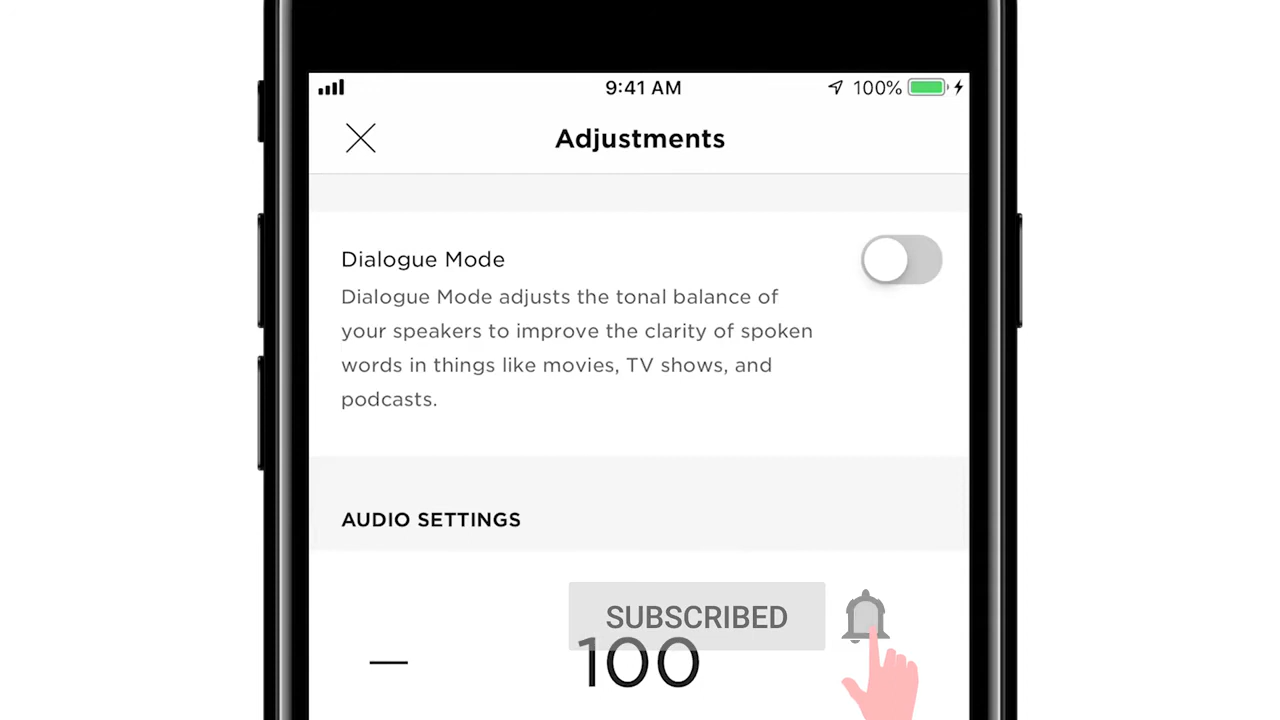 9:41 AM
100%
Adjustments
Dialogue Mode
Dialogue Mode adjusts the tonal balance of
your speakers to improve the clarity of spoken
words in things like movies, TV shows, and
podcasts.
AUDIO SETTINGS
SUBSCRIBED
100